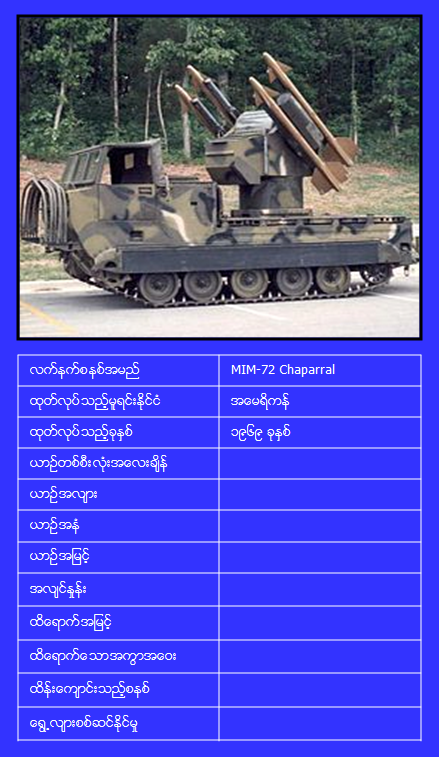 လက်နက်စနစ်အမည် MIM-72 Chaparral
ထုတ်လုပ်သည့်မူရင်းနိုင်ငံ အမေရိကန်
ထုတ်လုပ်သည့်ခုနှစ် ၁၉၆၉ ခုနှစ်
ယာဉ်တစ်စီးလုံးအလေးချိန်
ယာဉ်အလျား
ယာဉ်အနံ
ယာဉ်အမြင့်
အလျင်နှုန်း
ထိရောက်အမြင့်
ထိရောက်သောအကွာအဝေး
ထိန်းကျောင်းသည့်စနစ်
ရွေ့လျားစစ်ဆင်နိုင်မှု